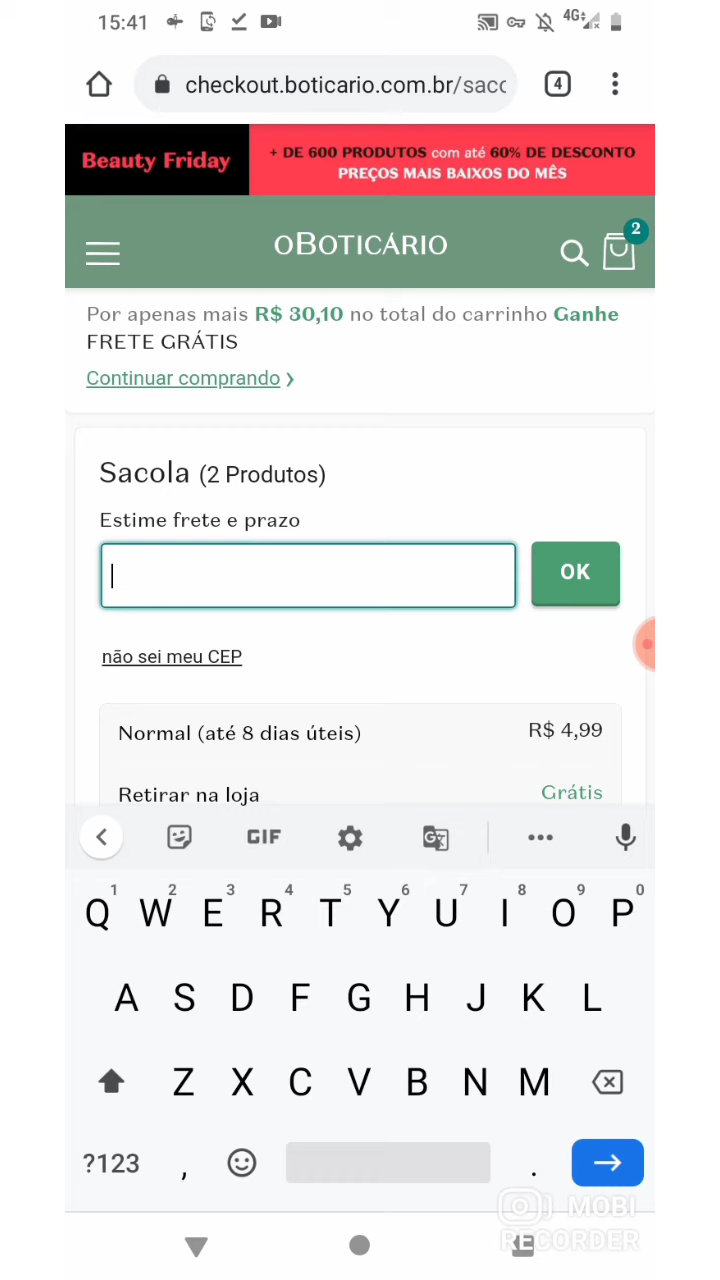 15:41
4G
checkout.boticario.com.br/sacc
4
Beauty Friday
+ DE 600 PRODUTOS com até 60% DE DESCONTO
PREÇOS MAIS BAIXOS DO MÊS
oBOTICÁRIO
2
Por apenas mais R$ 30,10 no total do carrinho Ganhe
FRETE GRÁTIS
Continuar comprando ›
Sacola (2 Produtos)
Estime frete e prazo
OK
não sei meu CEP
Normal (até 8 dias úteis) R$ 4,99
Retirar na loja Grátis
GIF
1 2 3 4 5 6 7 8 9 0
Q W E R T Y U I O P
A S D F G H J K L
Z X C V B N M
?123 , .
MOBI
RECORDER